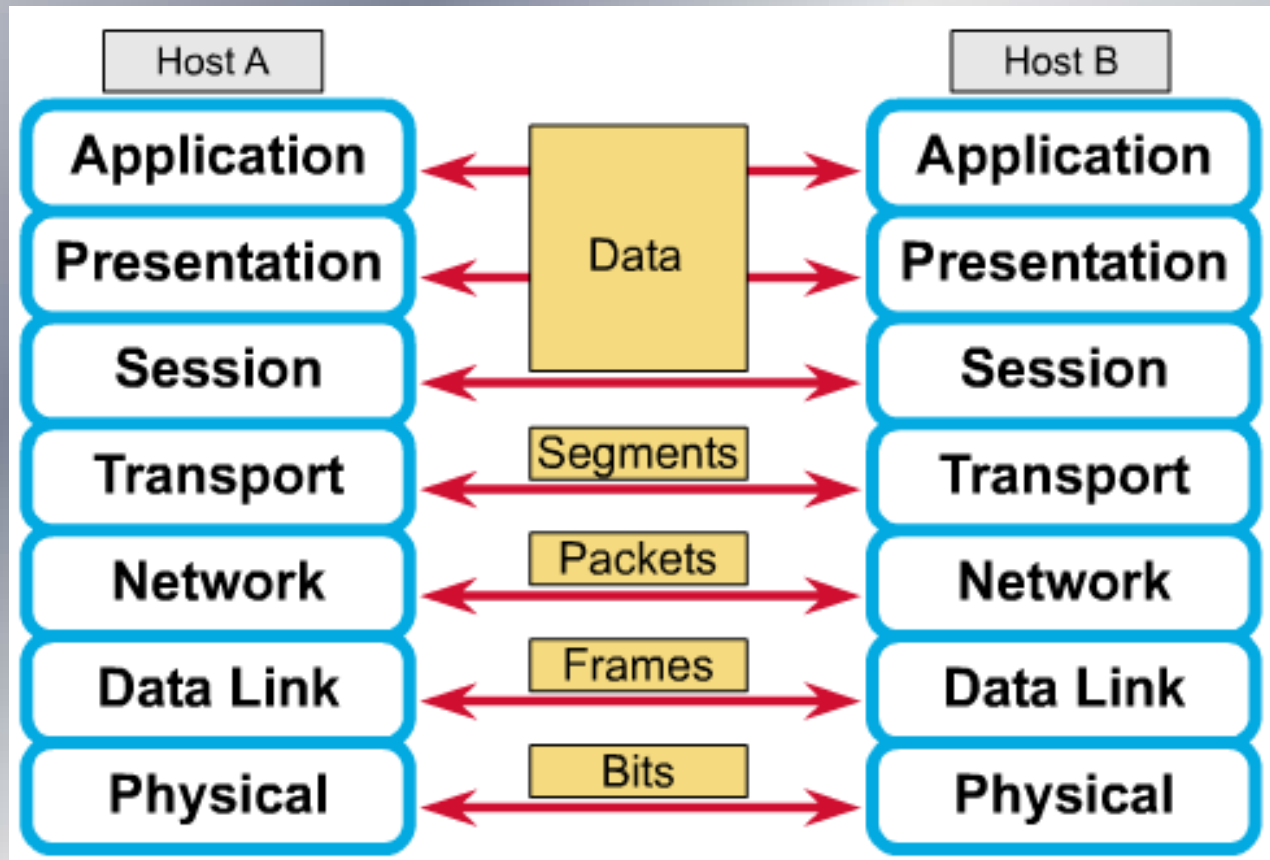 Host A
Host B
Application
Application
Presentation
Data
Presentation
Session
Session
Segments
Transport
Transport
Packets
Network
Network
Frames
Data Link
Data Link
Bits
Physical
Physical